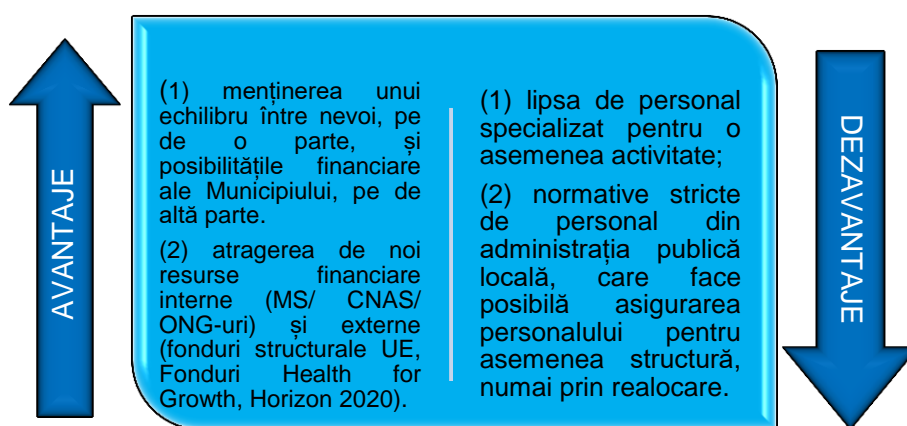 AVANTAJE
(1) menținerea unui
echilibru între nevoi, pe
de o parte, și
posibilitățile financiare
ale Municipiului, pe de
altă parte.
(2) atragerea de noi
resurse financiare
interne (MS/ CNAS/
ONG-uri) și externe
(fonduri structurale UE,
Fonduri Health for
Growth, Horizon 2020).
(1) lipsa de personal
specializat pentru o
asemenea activitate;
(2) normative stricte
de personal din
administrația publică
locală, care face
posibilă asigurarea
personalului pentru
asemenea structură,
numai prin realocare.
DEZAVANTAJE